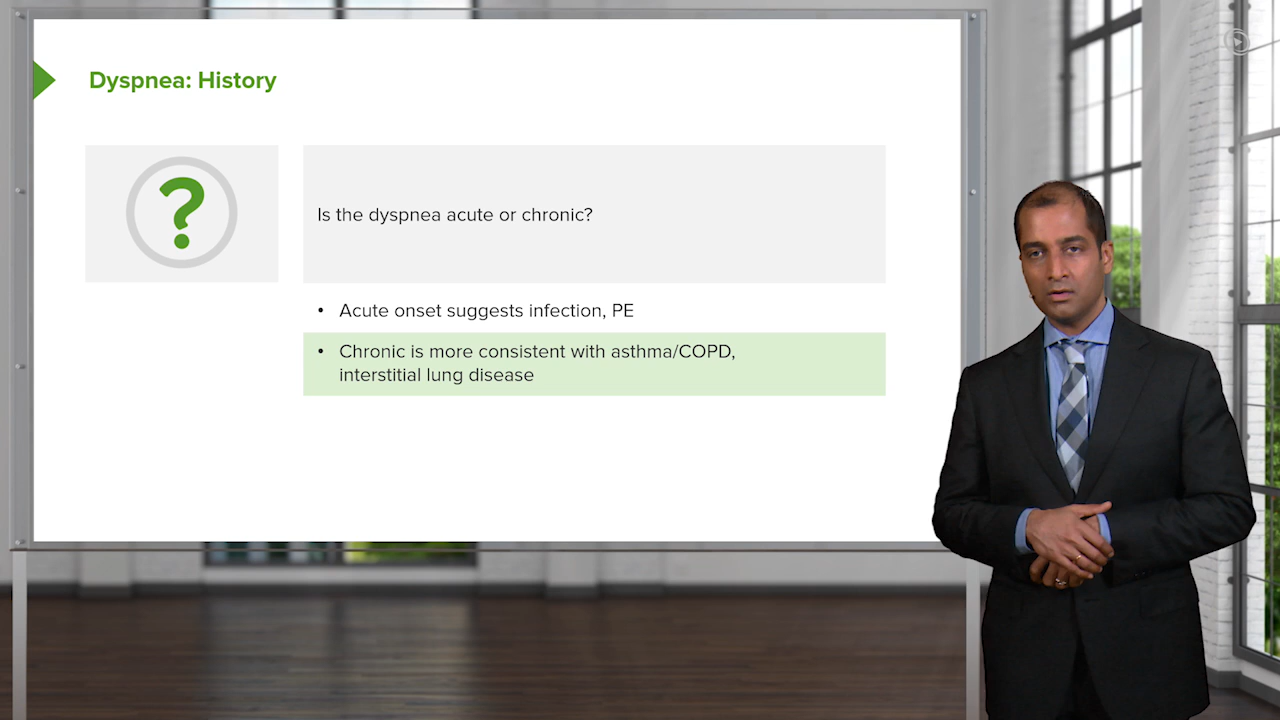 Dyspnea: History
?
Is the dyspnea acute or chronic?
• Acute onset suggests infection, PE
• Chronic is more consistent with asthma/COPD,
interstitial lung disease